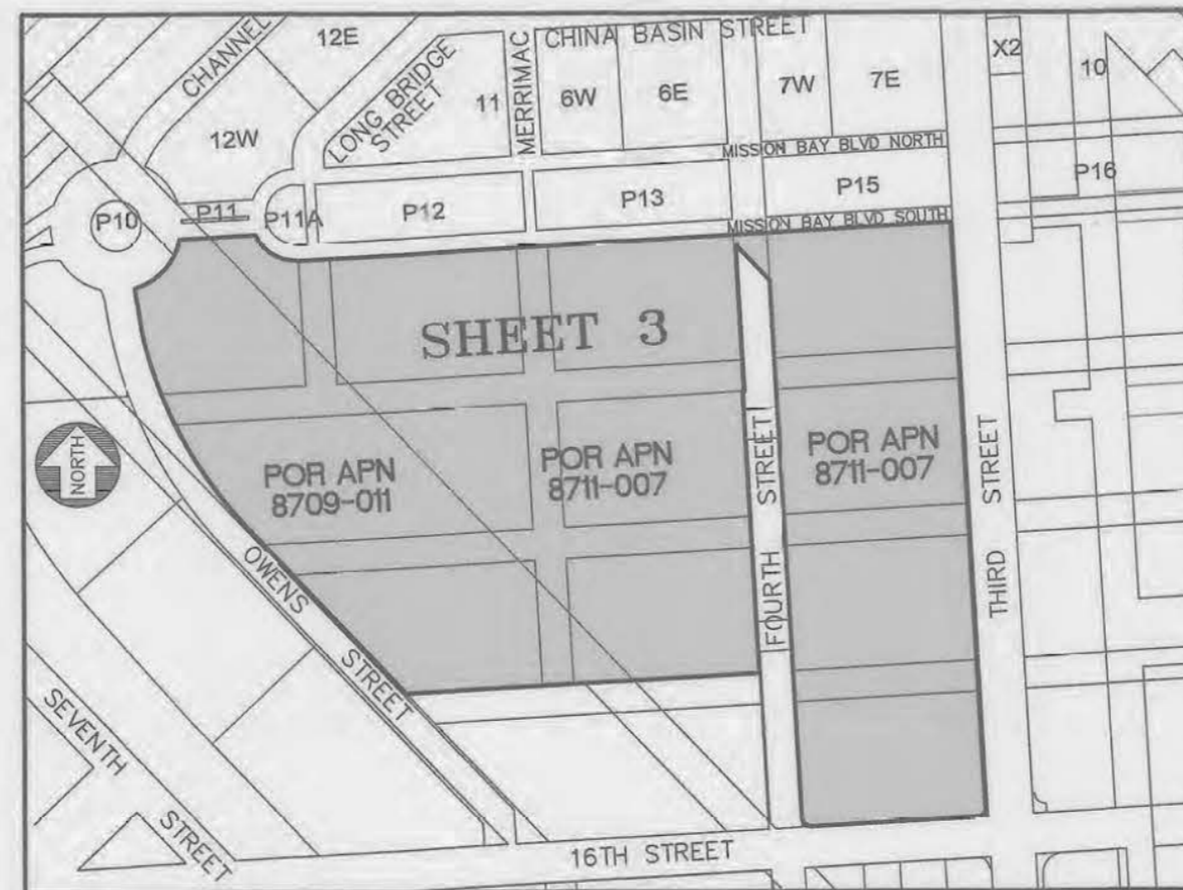 12E
CHANNEL
CHINA BASIN STREET
X2
LONG BRIDGE
STREET
MERRIMAC
10
11
6W
6E
7W
7E
12W
MISSION BAY BLVD NORTH
P10
P11
P11A
P12
P13
P15
P16
MISSION BAY BLVD SOUTH
SHEET 3
NORTH
POR APN
8709-011
POR APN
8711-007
POR APN
8711-007
FOURTH STREET
THIRD STREET
OWENS STREET
SEVENTH STREET
16TH STREET